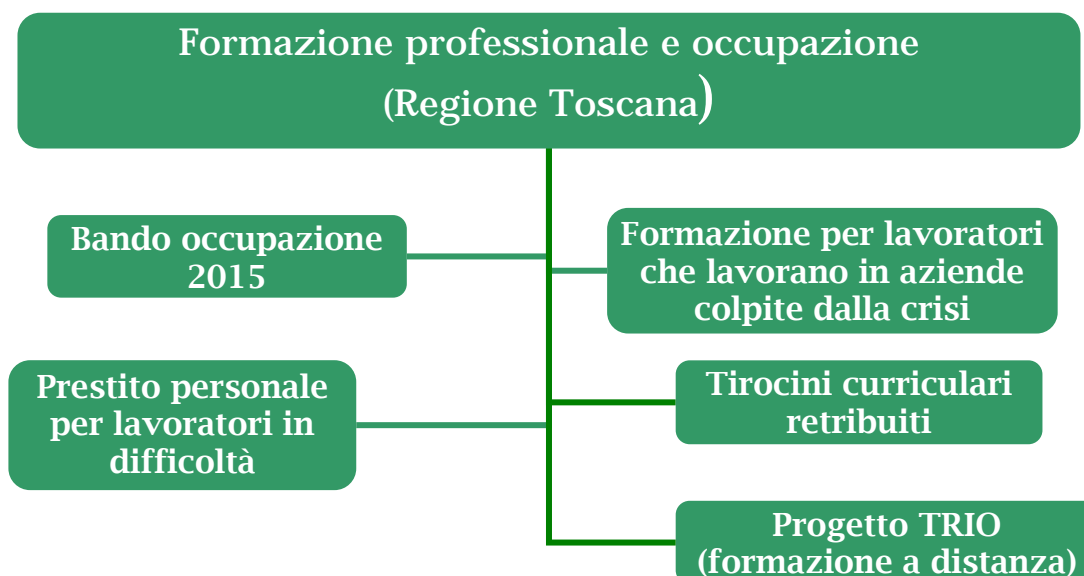 Formazione professionale e occupazione
(Regione Toscana)
Bando occupazione
2015
Formazione per lavoratori
che lavorano in aziende
colpite dalla crisi
Prestito personale
per lavoratori in
difficoltà
Tirocini curriculari
retribuiti
Progetto TRIO
(formazione a distanza)